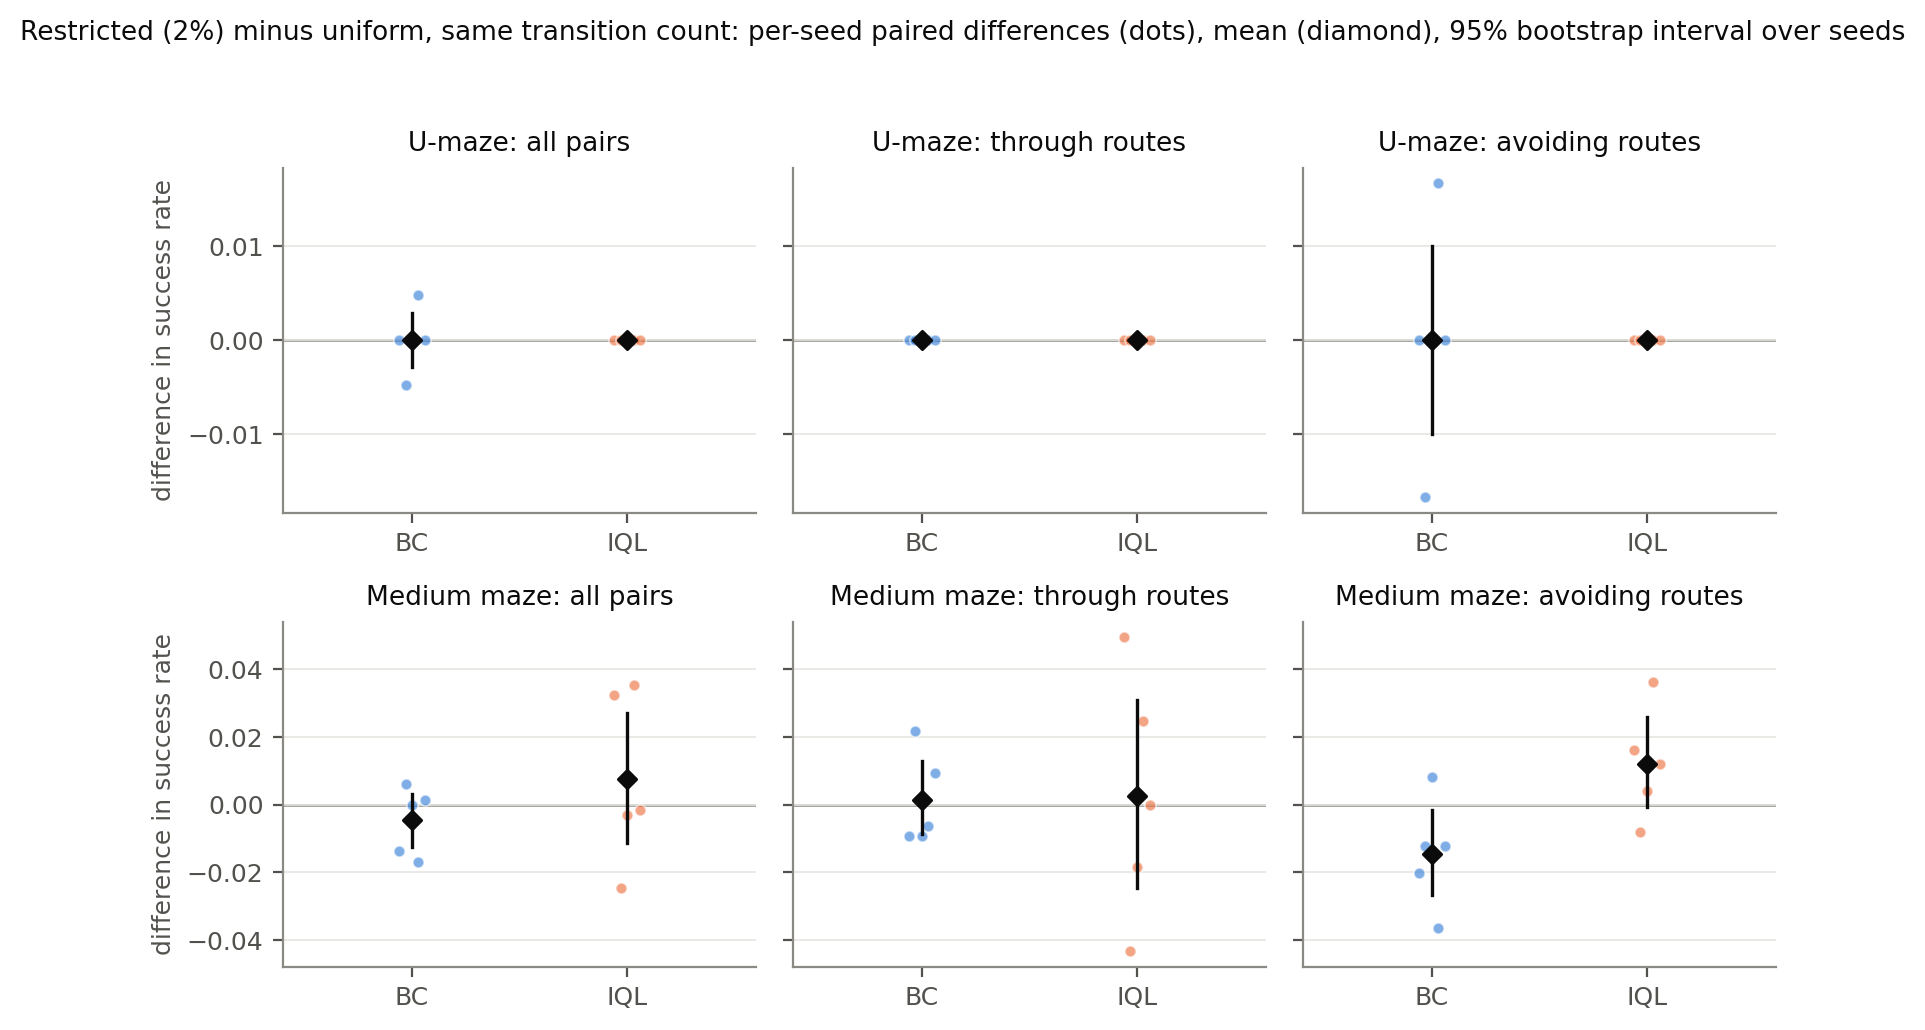 Restricted (2%) minus uniform, same transition count: per-seed paired differences (dots), mean (diamond), 95% bootstrap interval over seeds
U-maze: all pairs
U-maze: through routes
U-maze: avoiding routes
difference in success rate
0.01
0.00
−0.01
BC
IQL
BC
IQL
BC
IQL
Medium maze: all pairs
Medium maze: through routes
Medium maze: avoiding routes
difference in success rate
0.04
0.02
0.00
−0.02
−0.04
BC
IQL
BC
IQL
BC
IQL